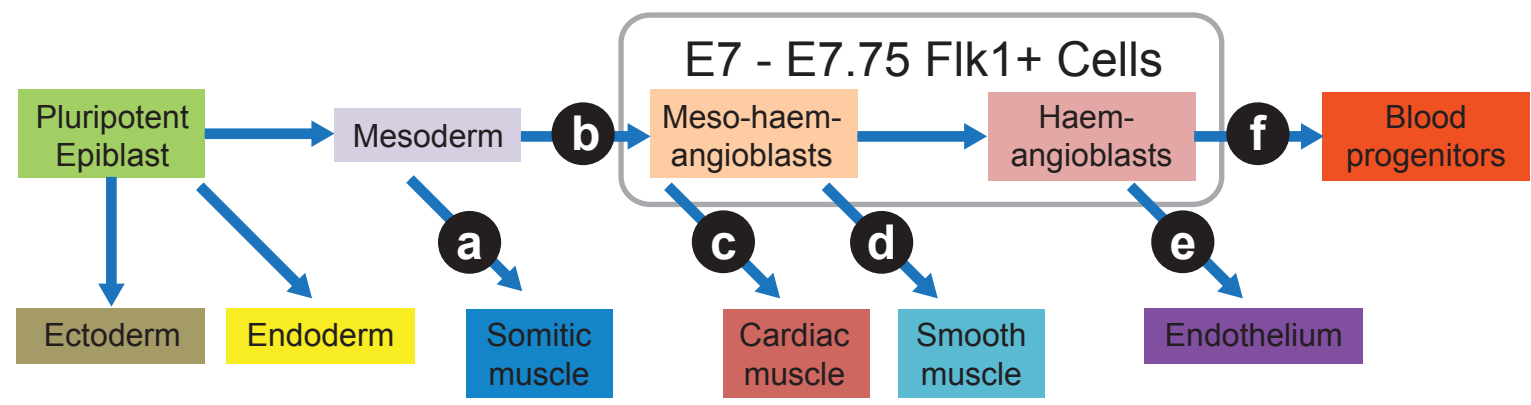 E7 - E7.75 Flk1+ Cells
Pluripotent
Epiblast
Mesoderm
b
Meso-haem-
angioblasts
Haem-
angioblasts
f
Blood
progenitors
a
c
d
e
Ectoderm
Endoderm
Somitic
muscle
Cardiac
muscle
Smooth
muscle
Endothelium